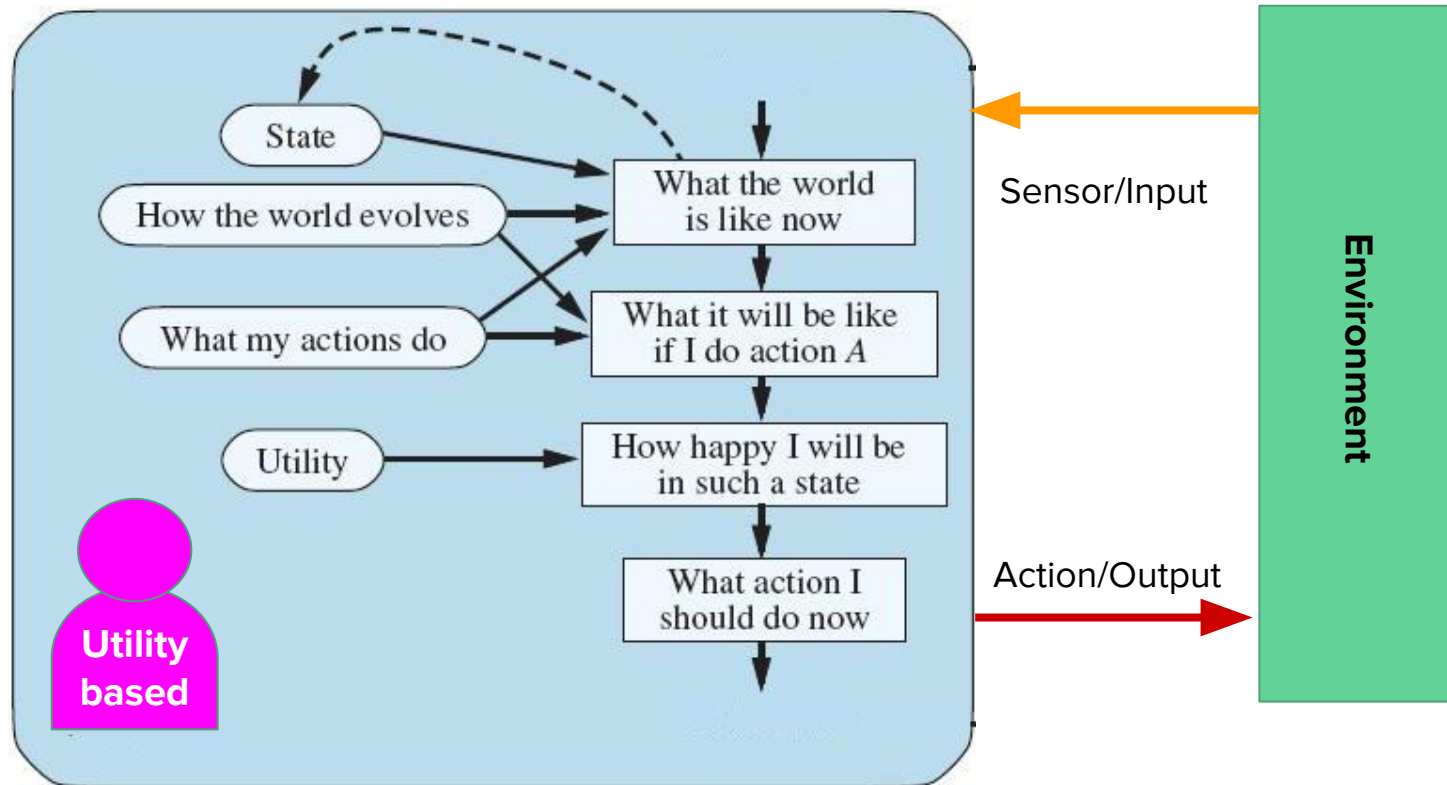 State
How the world evolves
What my actions do
Utility
What the world
is like now
What it will be like
if I do action A
How happy I will be
in such a state
What action I
should do now
Utility
based
Sensor/Input
Action/Output
Environment